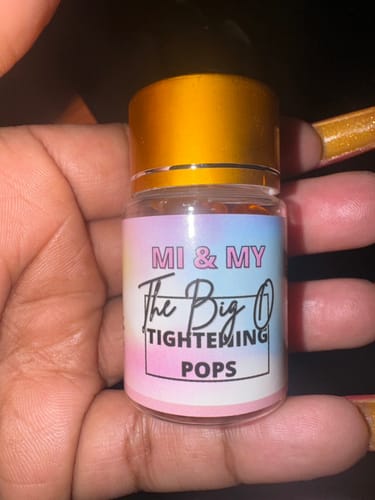 MI & MY
The Big O
TIGHTENING
POPS